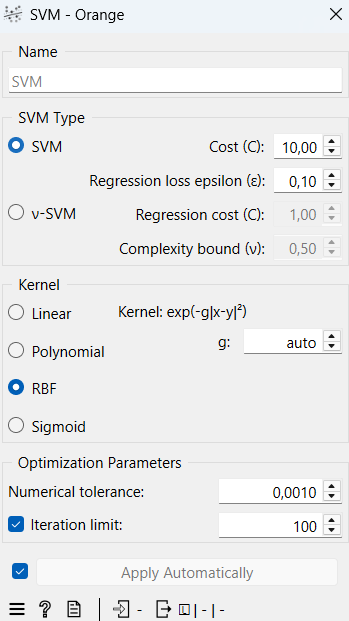 SVM - Orange
Name
SVM
SVM Type
SVM Cost (C): 10,00
Regression loss epsilon (ε): 0,10
ν-SVM Regression cost (C): 1,00
Complexity bound (ν): 0,50
Kernel
Linear Kernel: exp(-g|x-y|²)
g: auto
Polynomial
RBF
Sigmoid
Optimization Parameters
Numerical tolerance: 0,0010
Iteration limit: 100
Apply Automatically
? - | - | -